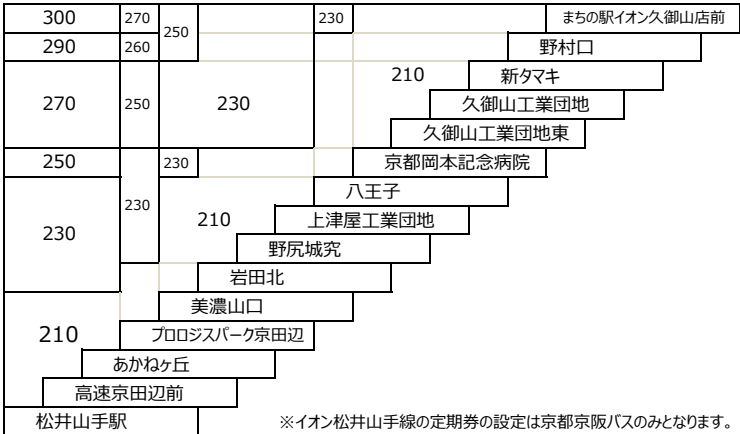 300 270 250 230 まちの駅イオン久御山店前
290 260 野村口
210 新タマキ
270 250 230 久御山工業団地
久御山工業団地東
250 230 京都岡本記念病院
八王子
230 230 210 上津屋工業団地
野尻城究
岩田北
美濃山口
210 プロロジスパーク京田辺
あかねヶ丘
高速京田辺前
松井山手駅 ※イオン松井山手線の定期券の設定は京都京阪バスのみとなります。